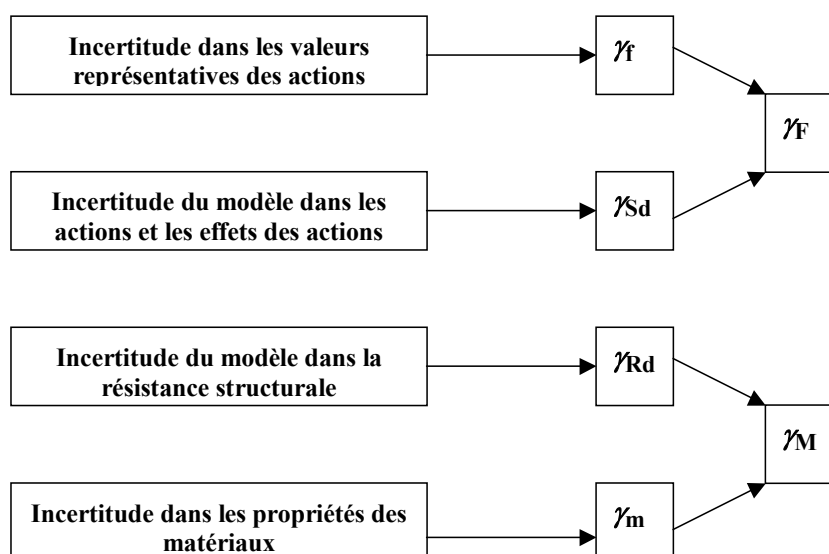 Incertitude dans les valeurs
représentatives des actions
γf
γF
Incertitude du modèle dans les
actions et les effets des actions
γSd
Incertitude du modèle dans la
résistance structurale
γRd
γM
Incertitude dans les propriétés des
matériaux
γm